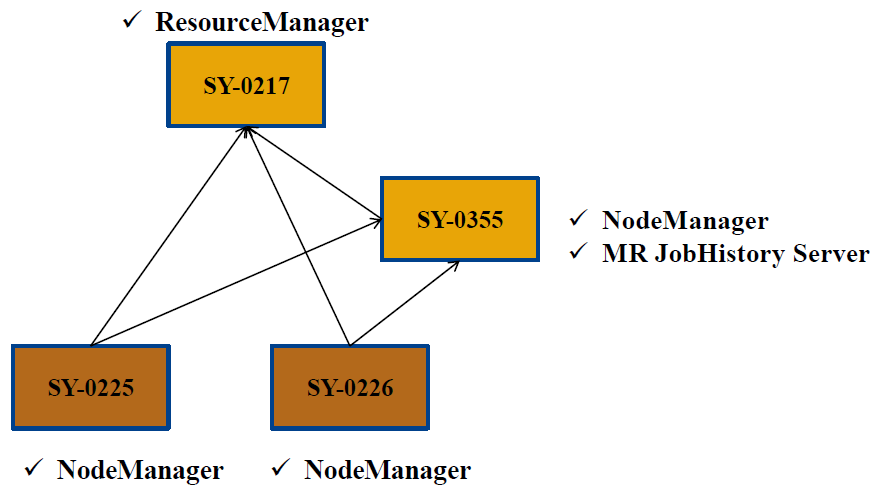 ✓ ResourceManager
SY-0217
SY-0355
✓ NodeManager
✓ MR JobHistory Server
SY-0225
SY-0226
✓ NodeManager
✓ NodeManager